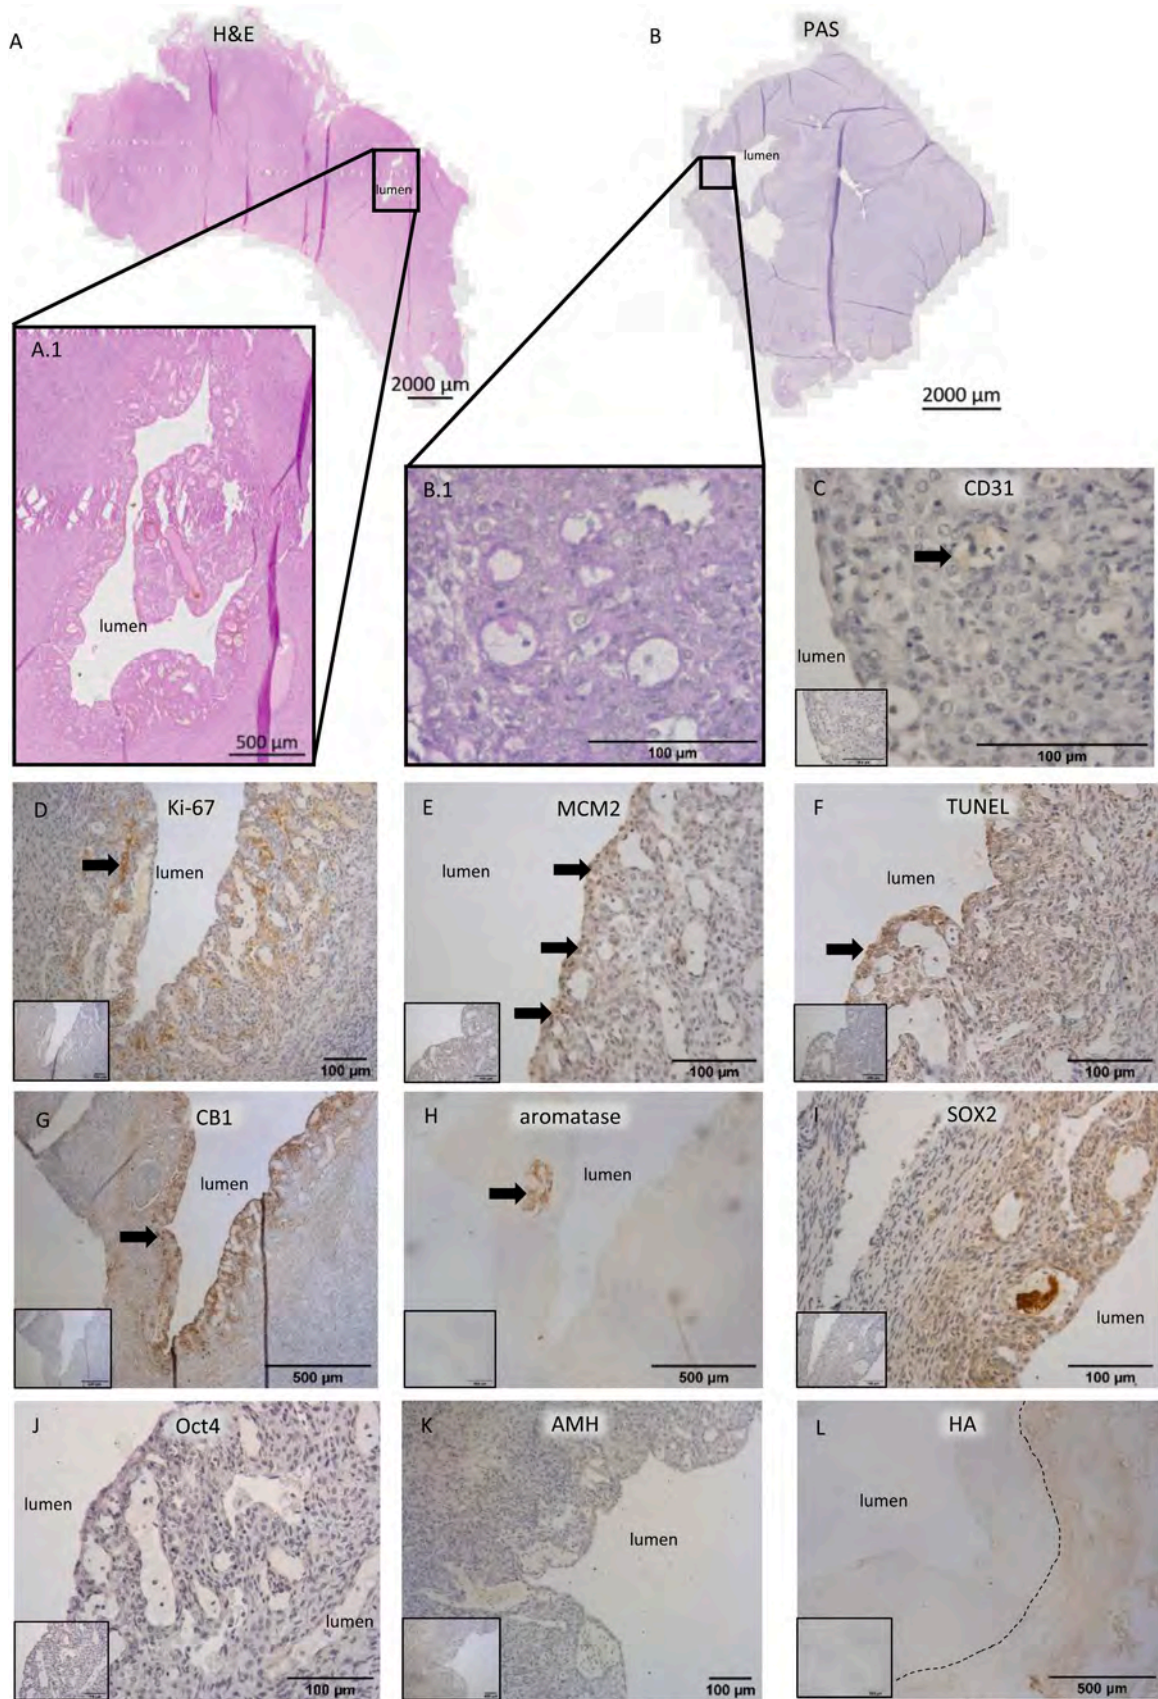 A
H&E
B
PAS
lumen
lumen
2000 µm
2000 µm
A.1
lumen
500 µm
B.1
100 µm
C
CD31
lumen
100 µm
D
Ki-67
lumen
100 µm
E
MCM2
lumen
100 µm
F
TUNEL
lumen
100 µm
G
CB1
lumen
500 µm
H
aromatase
lumen
500 µm
I
SOX2
lumen
100 µm
J
Oct4
lumen
lumen
100 µm
K
AMH
lumen
100 µm
L
HA
lumen
500 µm